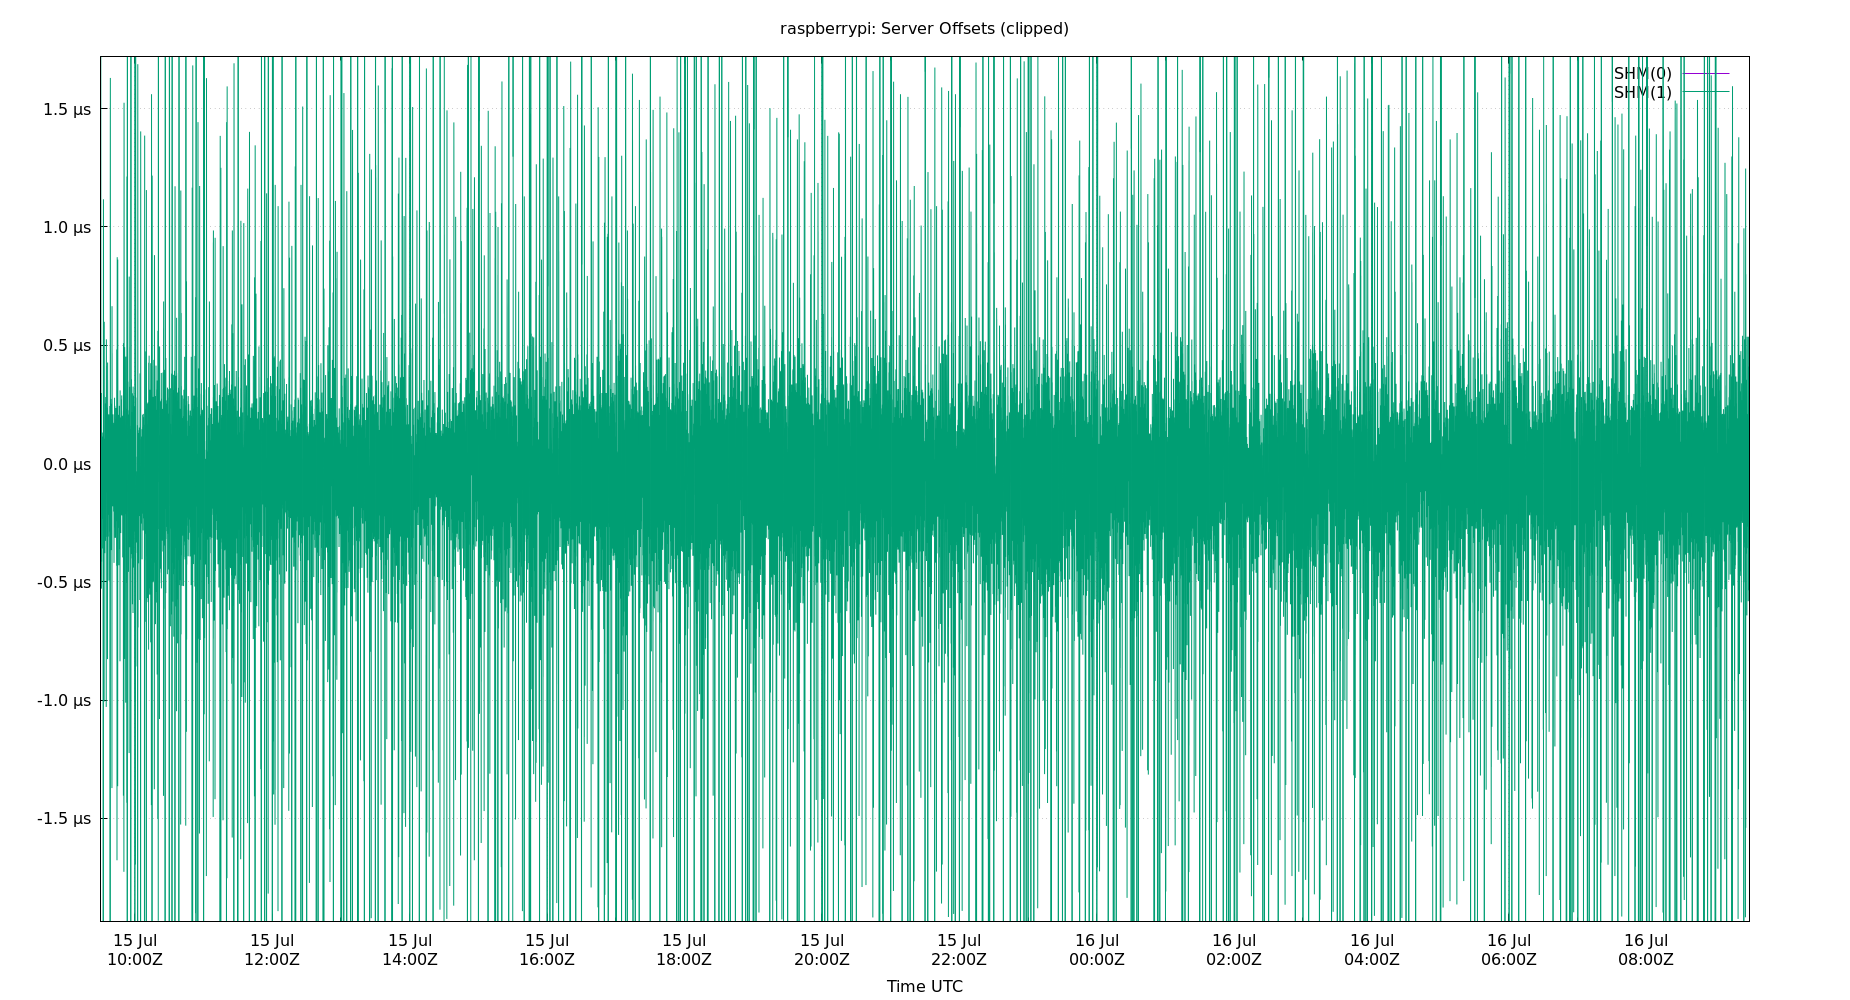 raspberrypi: Server Offsets (clipped)
SHM(0)
SHM(1)
1.5 µs
1.0 µs
0.5 µs
0.0 µs
-0.5 µs
-1.0 µs
-1.5 µs
15 Jul 15 Jul 15 Jul 15 Jul 15 Jul 15 Jul 15 Jul 16 Jul 16 Jul 16 Jul 16 Jul 16 Jul
10:00Z 12:00Z 14:00Z 16:00Z 18:00Z 20:00Z 22:00Z 00:00Z 02:00Z 04:00Z 06:00Z 08:00Z
Time UTC